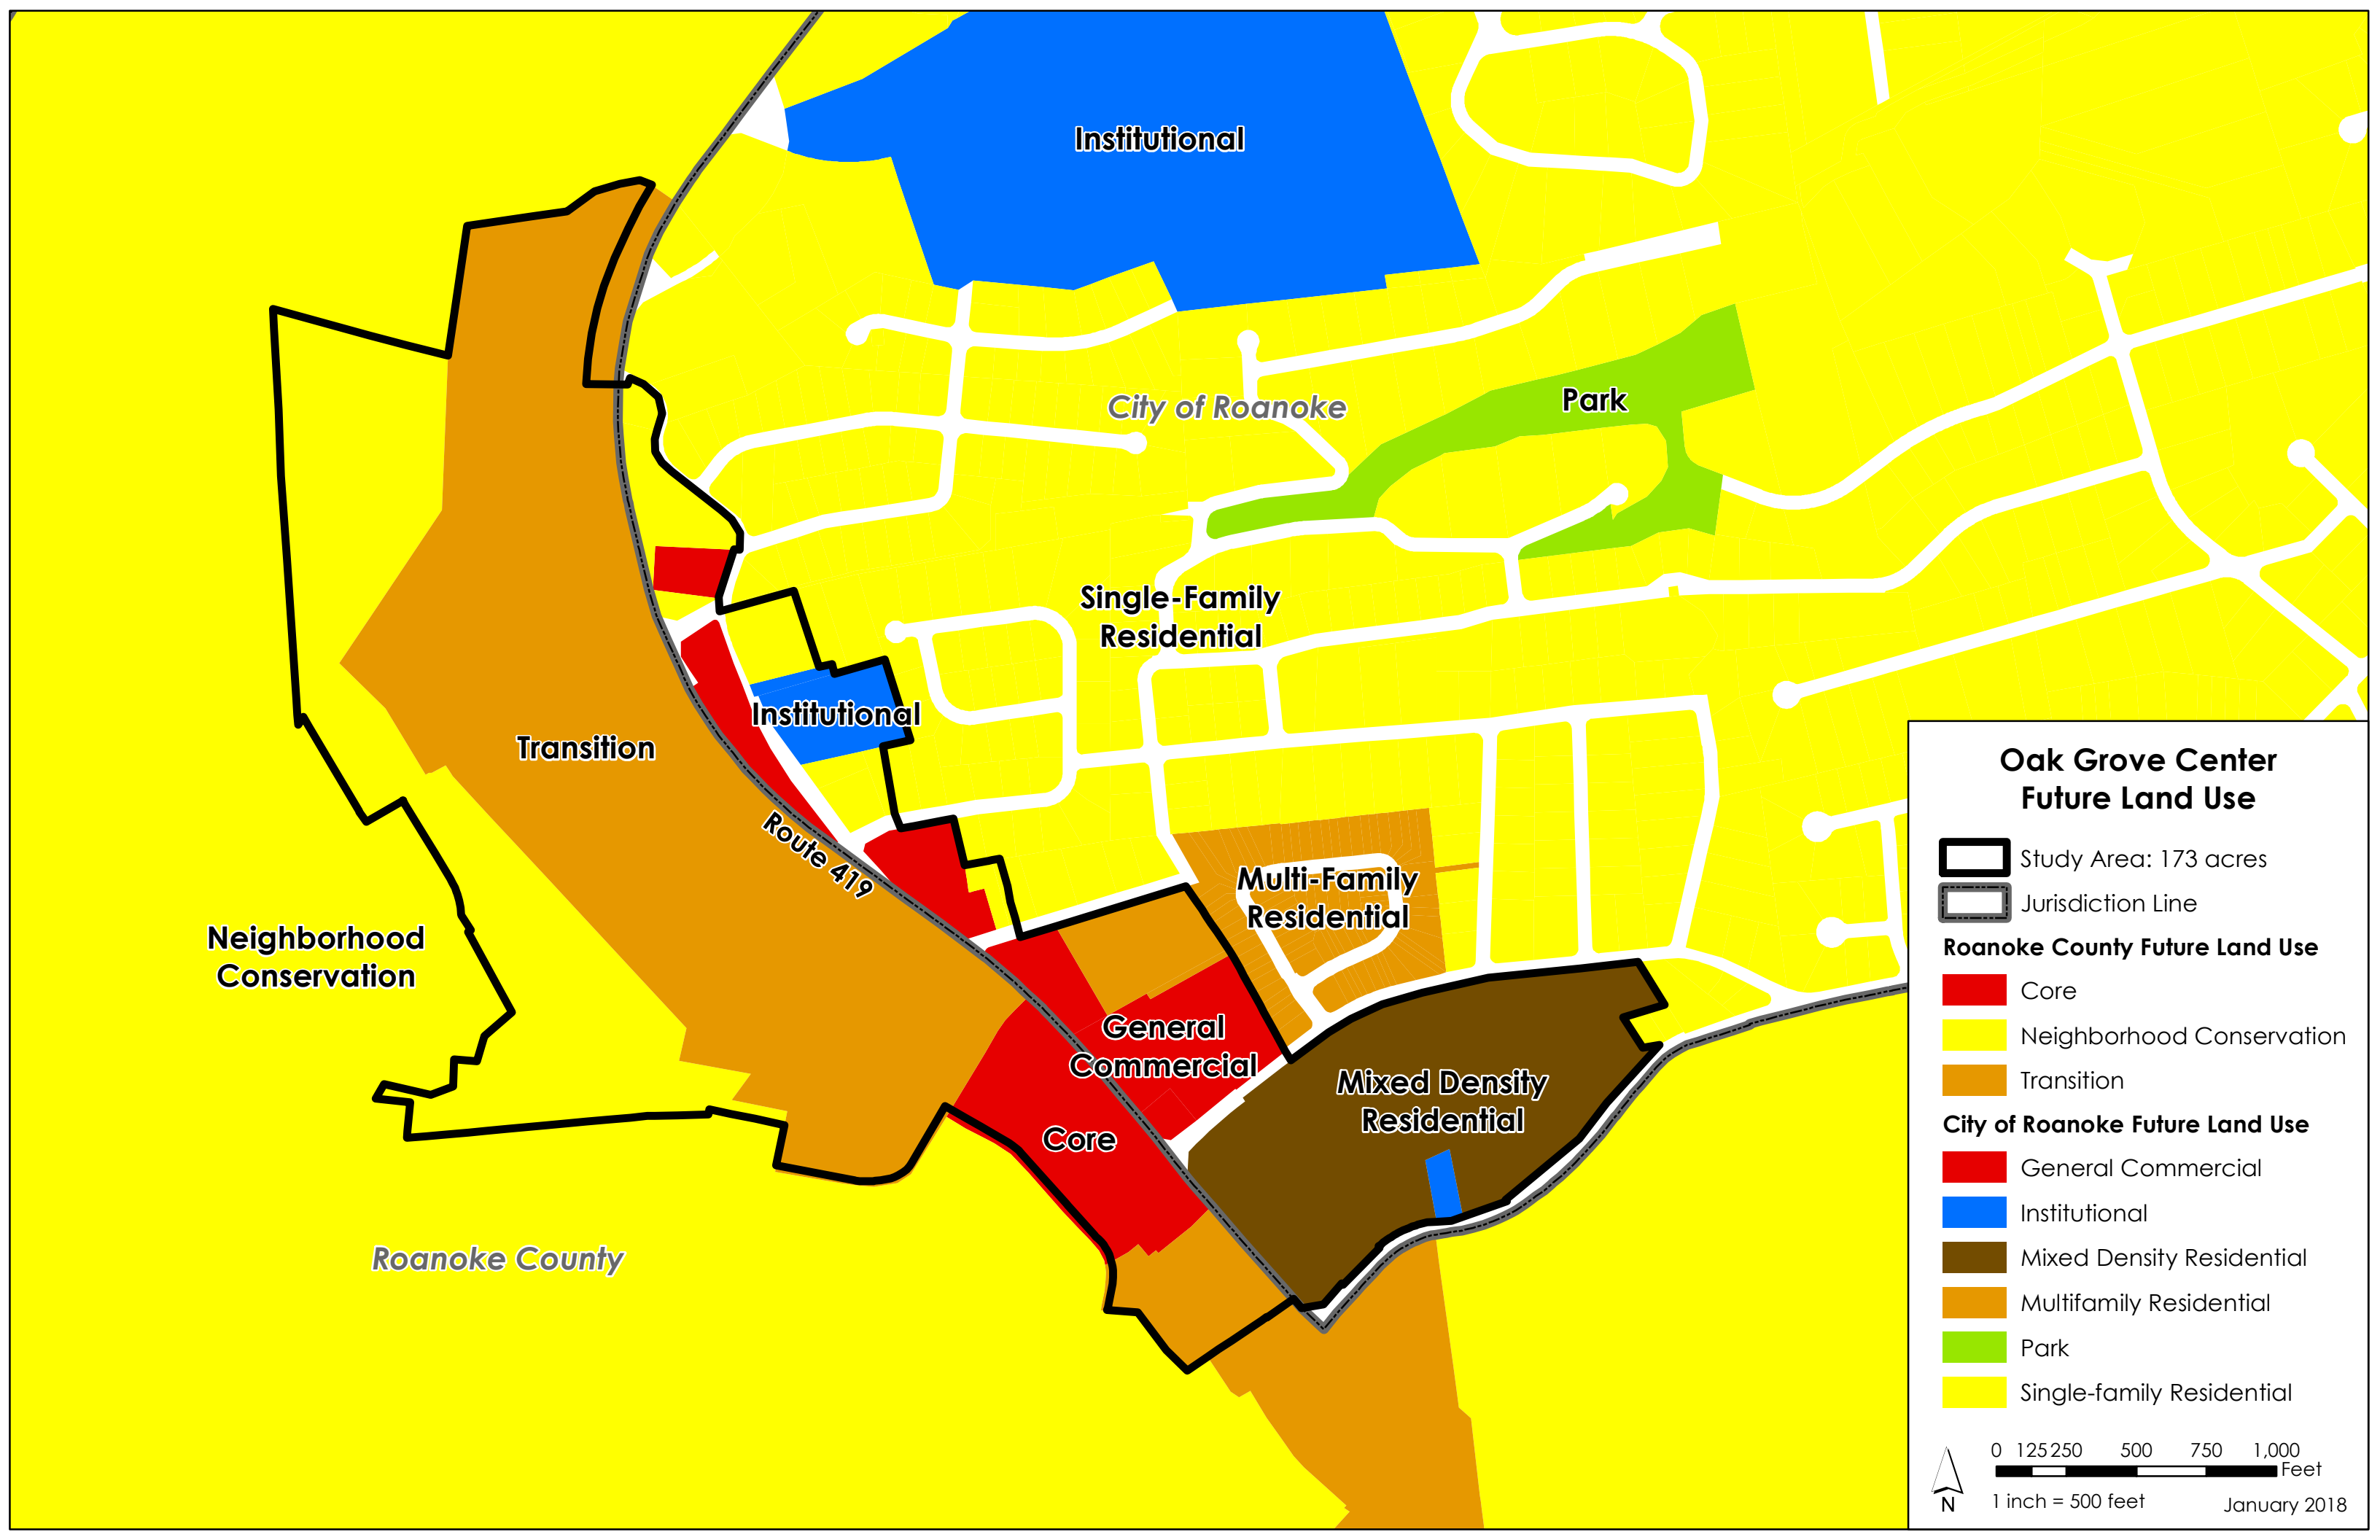 Institutional
City of Roanoke
Park
Single-Family
Residential
Institutional
Transition
Route 419
Multi-Family
Residential
Neighborhood
Conservation
General
Commercial
Mixed Density
Residential
Core
Roanoke County
Oak Grove Center
Future Land Use
Study Area: 173 acres
Jurisdiction Line
Roanoke County Future Land Use
Core
Neighborhood Conservation
Transition
City of Roanoke Future Land Use
General Commercial
Institutional
Mixed Density Residential
Multifamily Residential
Park
Single-family Residential
0 125 250 500 750 1,000
Feet
1 inch = 500 feet
N
January 2018